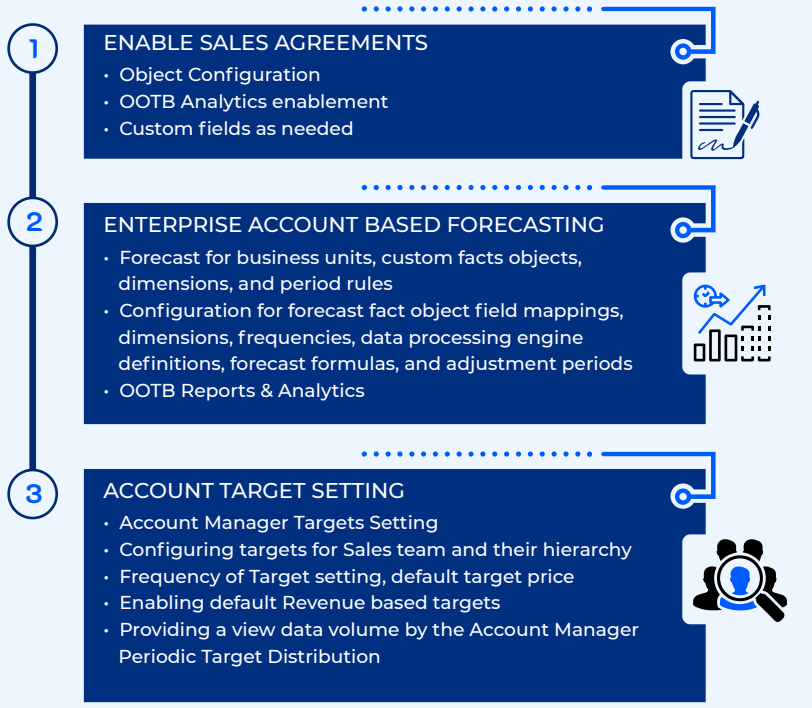 1
ENABLE SALES AGREEMENTS
• Object Configuration
• OOTB Analytics enablement
• Custom fields as needed
2
ENTERPRISE ACCOUNT BASED FORECASTING
• Forecast for business units, custom facts objects,
dimensions, and period rules
• Configuration for forecast fact object field mappings,
dimensions, frequencies, data processing engine
definitions, forecast formulas, and adjustment periods
• OOTB Reports & Analytics
3
ACCOUNT TARGET SETTING
• Account Manager Targets Setting
• Configuring targets for Sales team and their hierarchy
• Frequency of Target setting, default target price
• Enabling default Revenue based targets
• Providing a view data volume by the Account Manager
Periodic Target Distribution